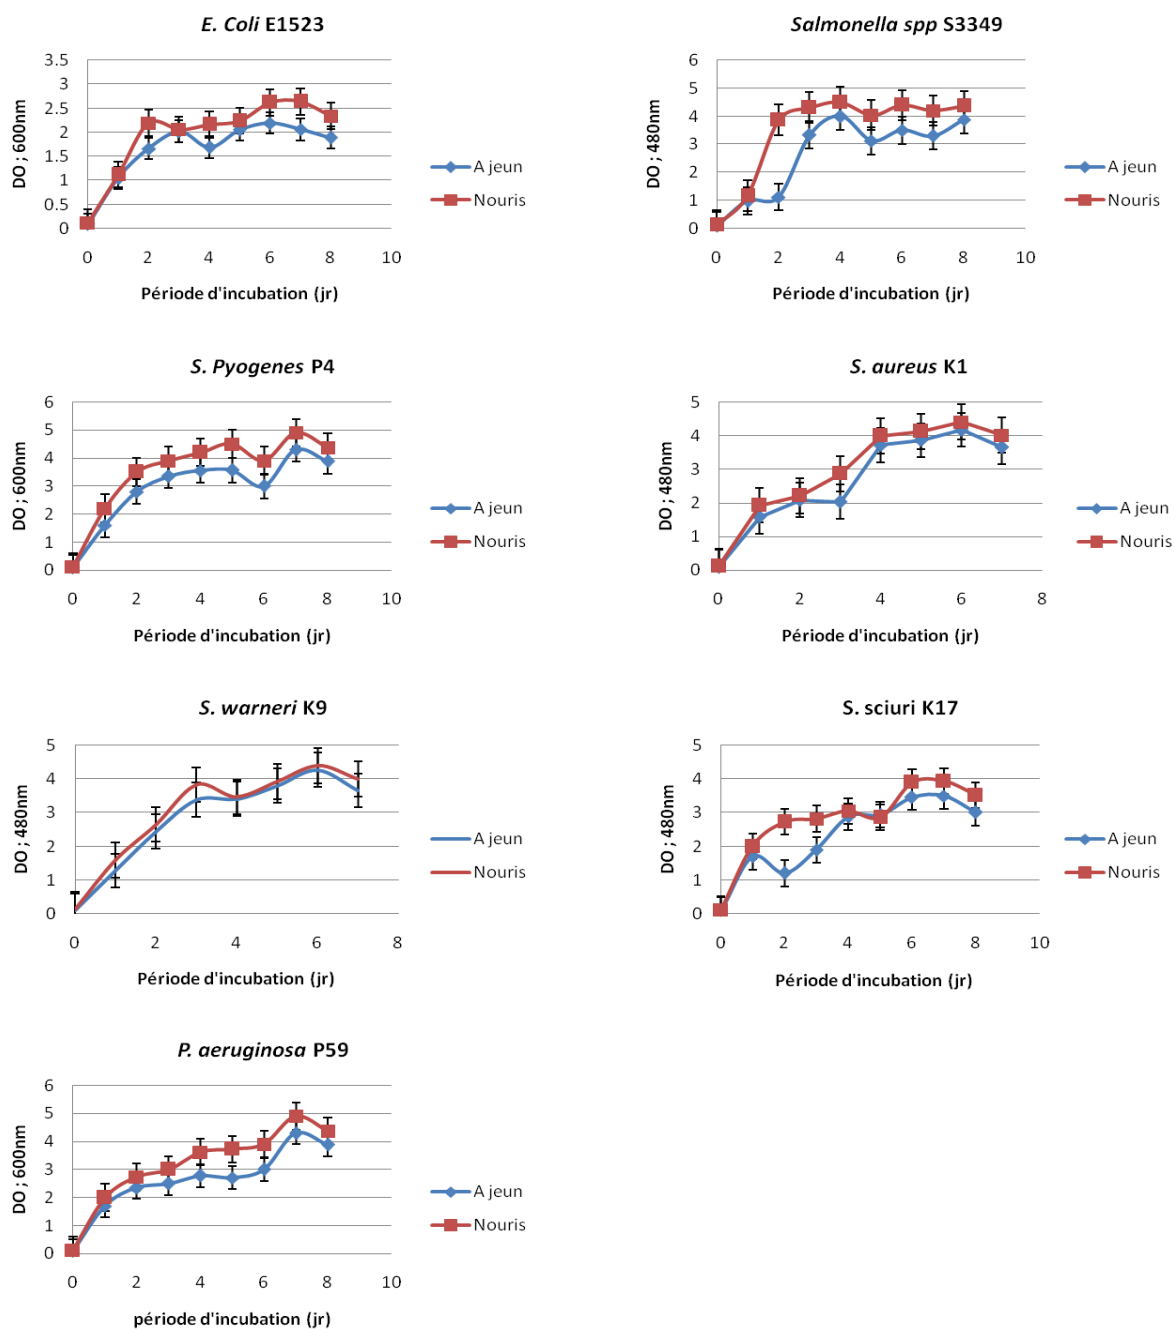 E. Coli E1523
3.5
3
2.5
2
1.5
1
0.5
0
0 2 4 6 8 10
DO ; 600nm
Période d'incubation (jr)
A jeun
Nouris
Salmonella spp S3349
6
5
4
3
2
1
0
0 2 4 6 8 10
DO ; 480nm
Période d'incubation (jr)
A jeun
Nouris
S. Pyogenes P4
6
5
4
3
2
1
0
0 2 4 6 8 10
DO ; 600nm
Période d'incubation (jr)
A jeun
Nouris
S. aureus K1
5
4
3
2
1
0
0 2 4 6 8
DO ; 480nm
Période d'incubation (jr)
A jeun
Nouris
S. warneri K9
5
4
3
2
1
0
0 2 4 6 8
DO ; 480nm
Période d'incubation (jr)
A jeun
Nouris
S. sciuri K17
5
4
3
2
1
0
0 2 4 6 8 10
DO ; 480nm
Période d'incubation (jr)
A jeun
Nouris
P. aeruginosa P59
6
5
4
3
2
1
0
0 2 4 6 8 10
DO ; 600nm
période d'incubation (jr)
A jeun
Nouris